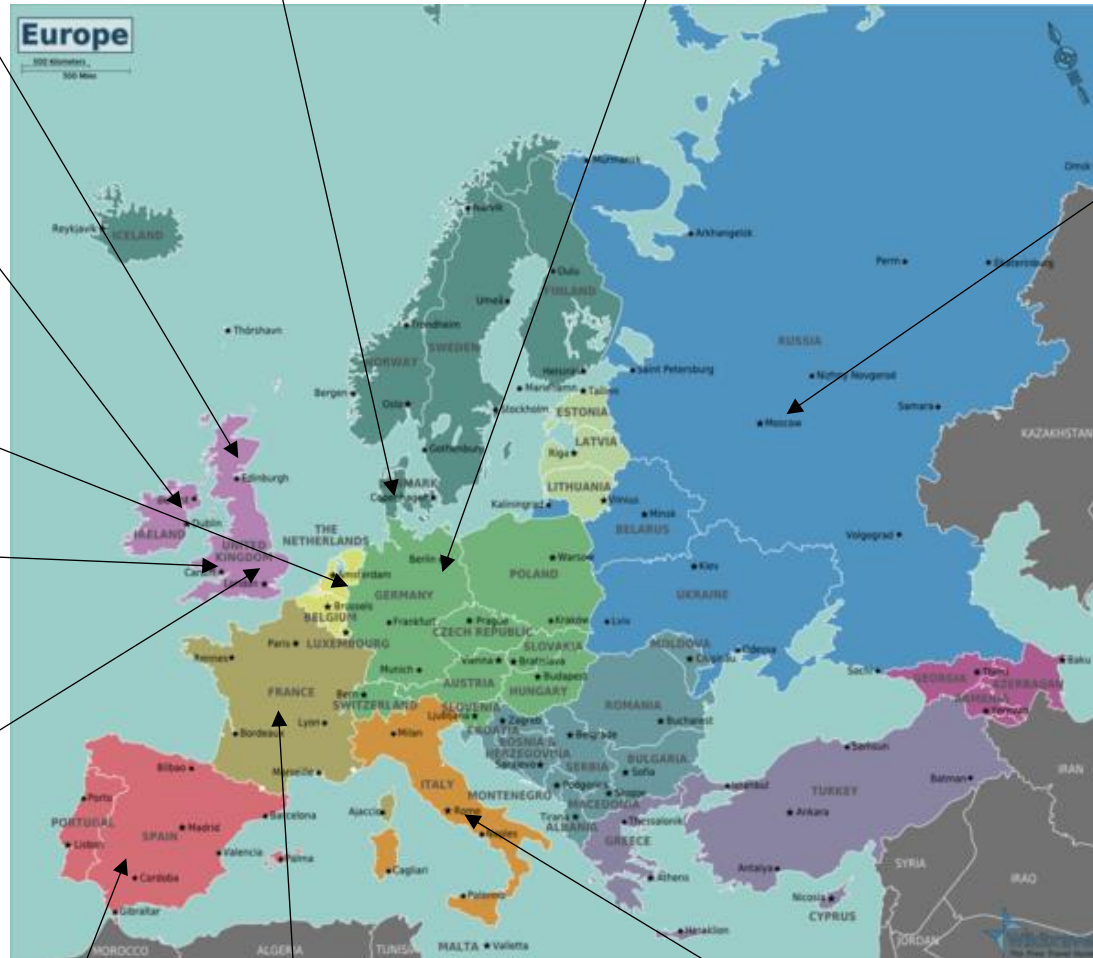 Europe
500 Kilometers
500 Miles
Murmansk
Omsk
Narvik
Reykjavik
ICELAND
Arkhangelsk
Perm
Ekaterinburg
Oulu
FINLAND
Umeå
Thórshavn
Trondheim
SWEDEN
NORWAY
RUSSIA
Helsinki
Saint Petersburg
Nizhny Novgorod
Mariehamn
Tallinn
Bergen
Oslo
Stockholm
ESTONIA
Samara
Moscow
KAZAKHSTAN
LATVIA
Gothenburg
Riga
Edinburgh
DENMARK
LITHUANIA
Copenhagen
Belfast
Kaliningrad
Vilnius
Minsk
Dublin
BELARUS
IRELAND
THE
NETHERLANDS
Volgograd
UNITED
KINGDOM
Berlin
Warsaw
Cardiff
Amsterdam
POLAND
Kiev
London
GERMANY
UKRAINE
Brussels
BELGIUM
Frankfurt
Prague
Kraków
Lviv
CZECH REPUBLIC
LUXEMBOURG
Paris
SLOVAKIA
MOLDOVA
Rennes
Vienna
Bratislava
Chisinau
Odessa
Munich
Budapest
Sochi
Tbilisi
Baku
GEORGIA
AUSTRIA
AZERBAIJAN
FRANCE
Bern
HUNGARY
ARMENIA
SWITZERLAND
SLOVENIA
ROMANIA
Yerevan
Lyon
Ljubljana
Zagreb
Bucharest
CROATIA
Bordeaux
Milan
Belgrade
BOSNIA &
HERZEGOVINA
Samsun
Sarajevo
SERBIA
BULGARIA
Bilbao
Marseille
Sofia
IRAN
Batman
ITALY
Podgorica
Istanbul
TURKEY
Porto
MONTENEGRO
Skopje
Ajaccio
MACEDONIA
Rome
Barcelona
Ankara
PORTUGAL
Tirana
Thessaloniki
Madrid
SPAIN
ALBANIA
Naples
GREECE
Lisbon
Valencia
Palma
SYRIA
Cagliari
Antalya
Cordoba
Athens
IRAQ
Palermo
Nicosia
Gibraltar
CYPRUS
Heraklion
JORDAN
MOROCCO
ALGERIA
TUNISIA
MALTA
Valletta